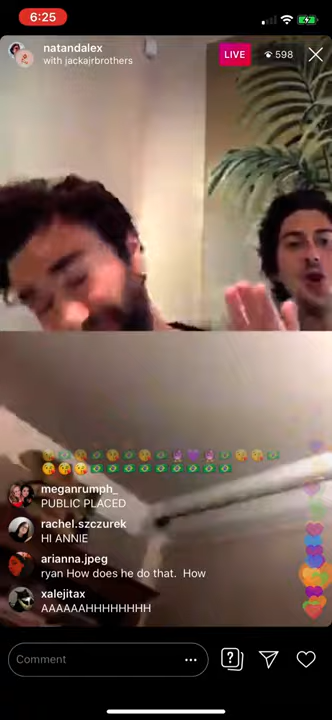 6:25
natandalex
with jackajrbrothers
LIVE
598
meganrumph_
PUBLIC PLACED
rachel.szczurek
HI ANNIE
arianna.jpeg
ryan How does he do that. How
xalejitax
AAAAAAHHHHHHHH
Comment